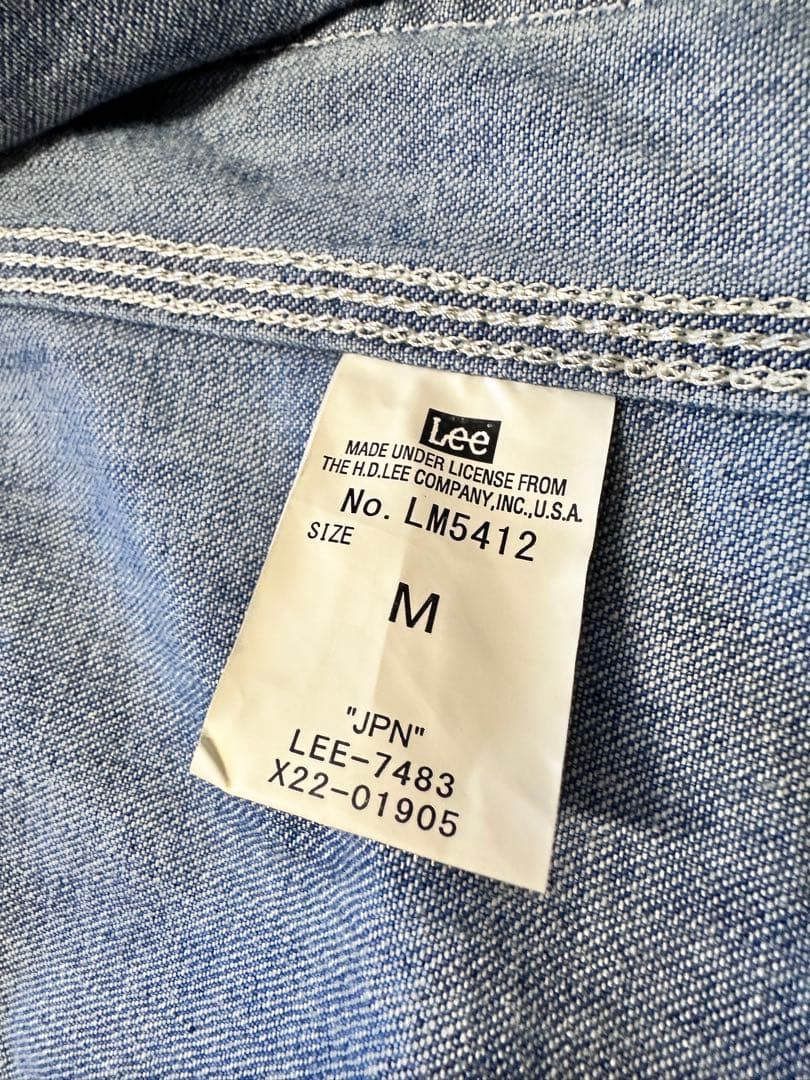 Lee
MADE UNDER LICENSE FROM
THE H.D.LEE COMPANY,INC.,U.S.A.
No. LM5412
SIZE
M
"JPN"
LEE-7483
X22-01905